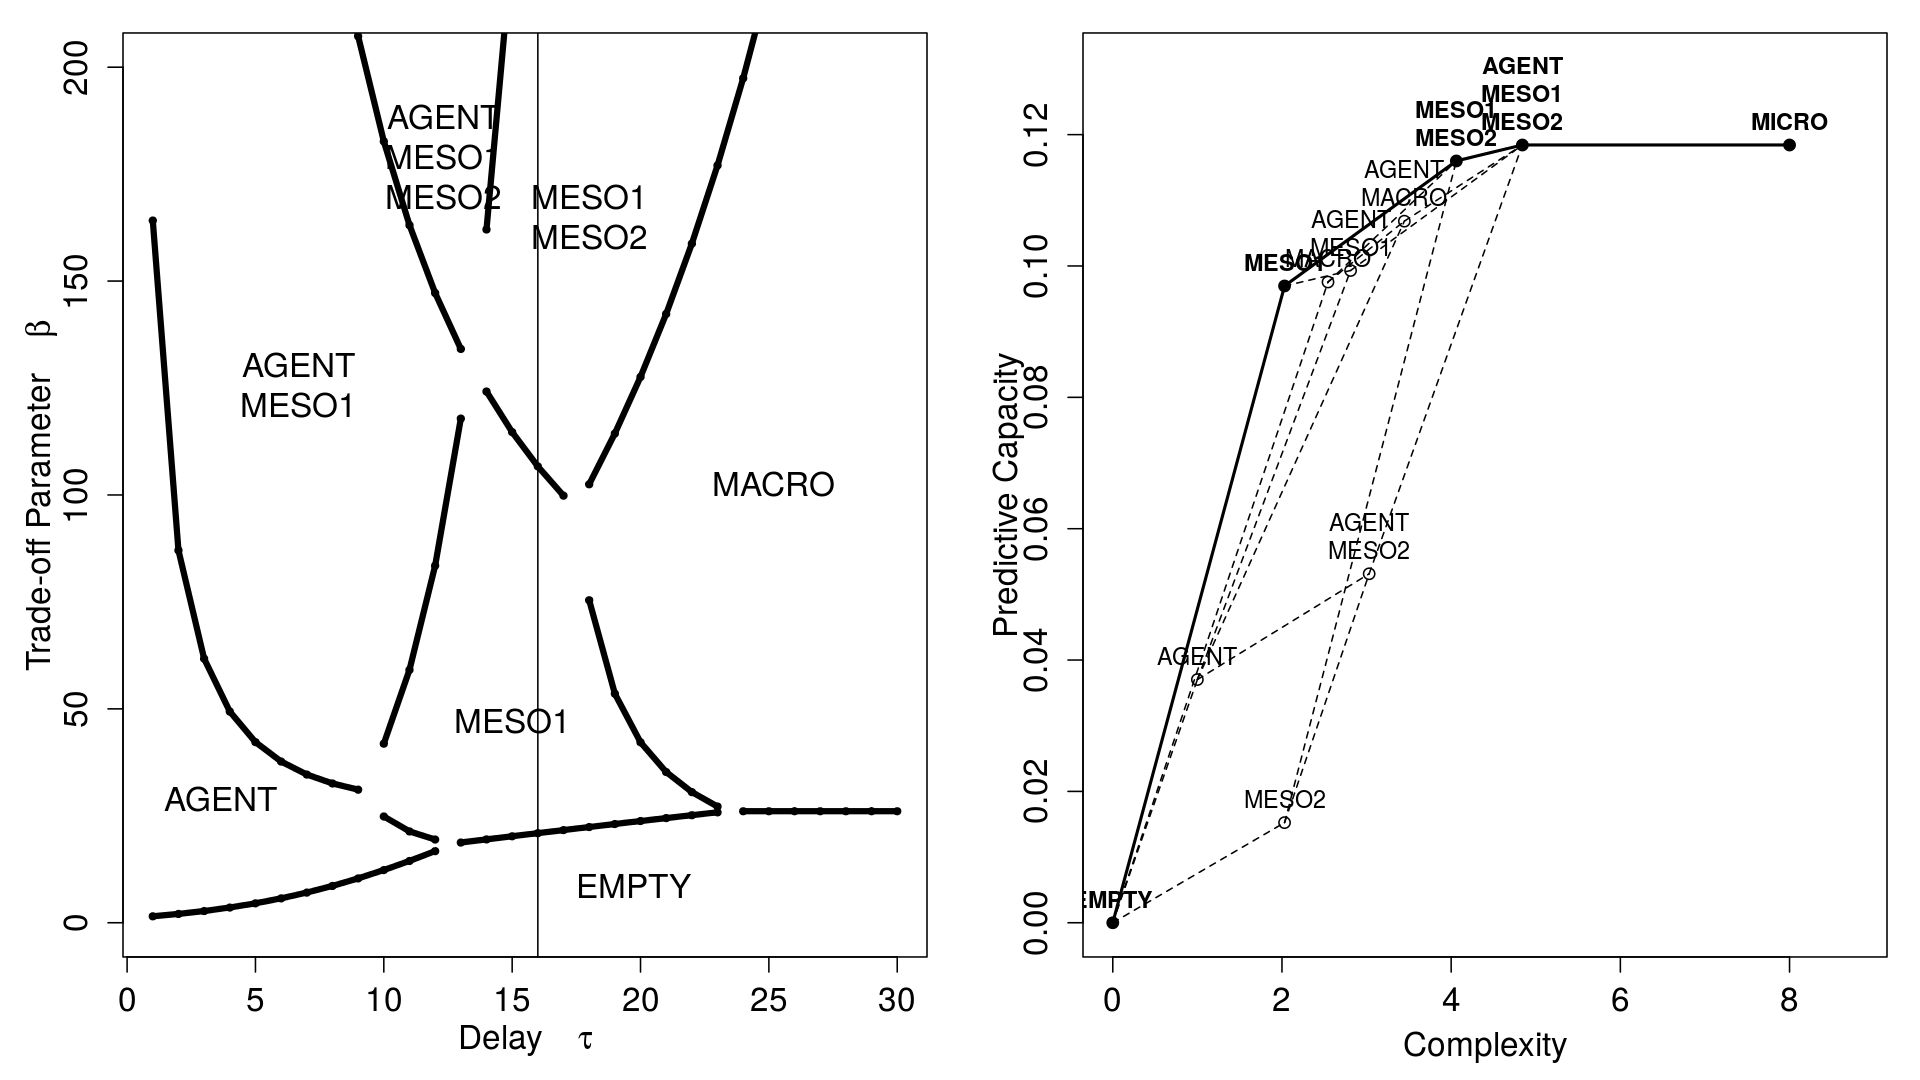 200
150
100
50
0
Trade-off Parameter β
AGENT
MESO1
MESO2
MESO1
MESO2
AGENT
MESO1
MACRO
MESO1
AGENT
EMPTY
0 5 10 15 20 25 30
Delay τ
0.12
0.10
0.08
0.06
0.04
0.02
0.00
Predictive Capacity
AGENT
MESO1
MESO2
MESO1
MESO2
MICRO
AGENT
MACRO
AGENT
MESO1
MESO1
MACRO
AGENT
MESO2
AGENT
MESO2
EMPTY
0 2 4 6 8
Complexity